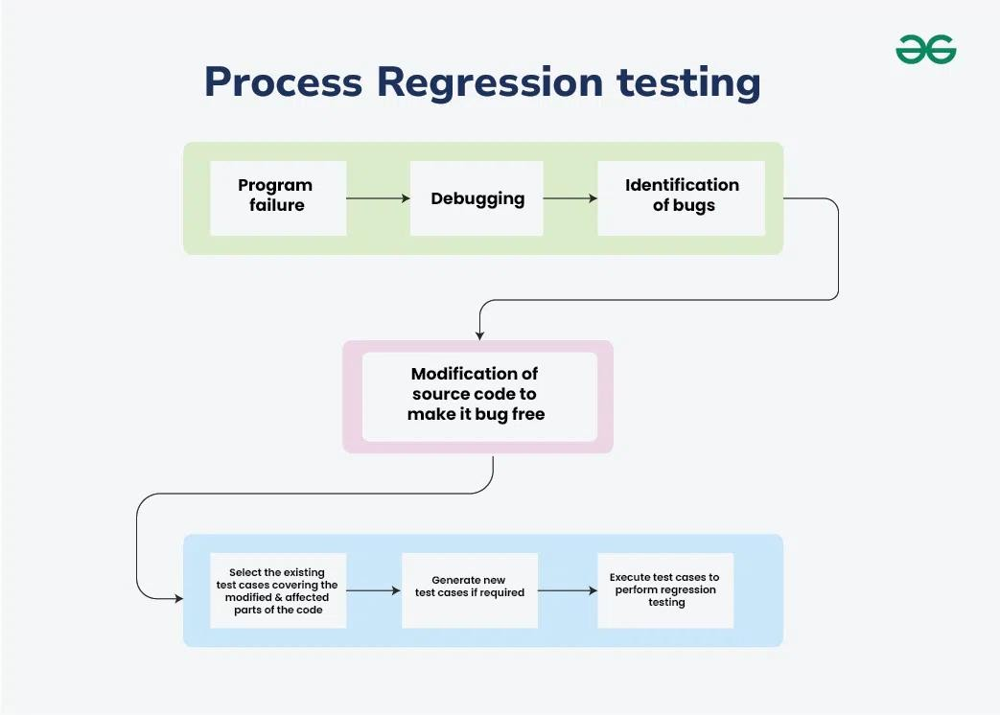 Process Regression testing
Program
failure
Debugging
Identification
of bugs
Modification of
source code to
make it bug free
Select the existing
test cases covering the
modified & affected
parts of the code
Generate new
test cases if required
Execute test cases to
perform regression
testing